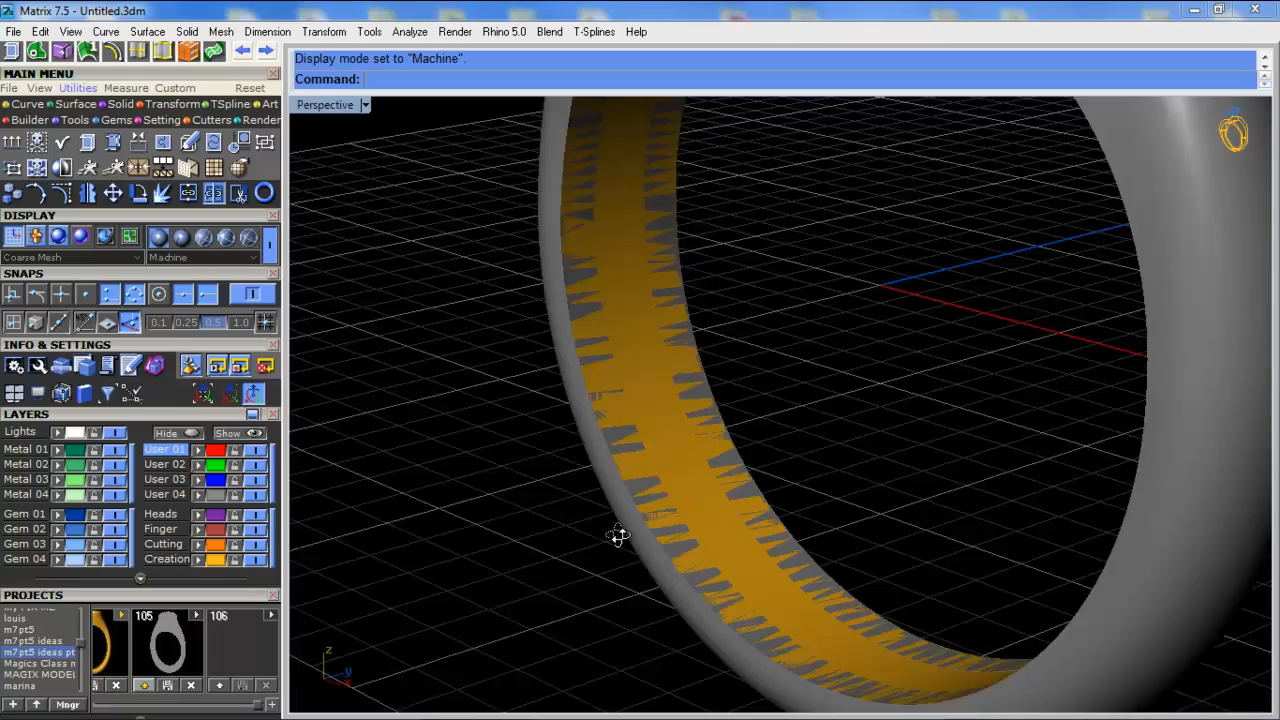 Matrix 7.5 - Untitled.3dm
File Edit View Curve Surface Solid Mesh Dimension Transform Tools Analyze Render Rhino 5.0 Blend T-Splines Help
Display mode set to "Machine".
Command:
MAIN MENU
File View Utilities Measure Custom Reset
Curve Surface Solid Transform TSpline Art
Builder Tools Gems Setting Cutters Render
Perspective
DISPLAY
Coarse Mesh Machine
SNAPS
0.1 0.25 0.5 1.0
INFO & SETTINGS
LAYERS
Lights Hide Show
Metal 01 User 01
Metal 02 User 02
Metal 03 User 03
Metal 04 User 04
Gem 01 Heads
Gem 02 Finger
Gem 03 Cutting
Gem 04 Creation
PROJECTS
louis
m7pt5
m7pt5 ideas
m7pt5 ideas pt
Magics Class n
MAGIX MODEL
marina
105 106
Mngr
z
y
x